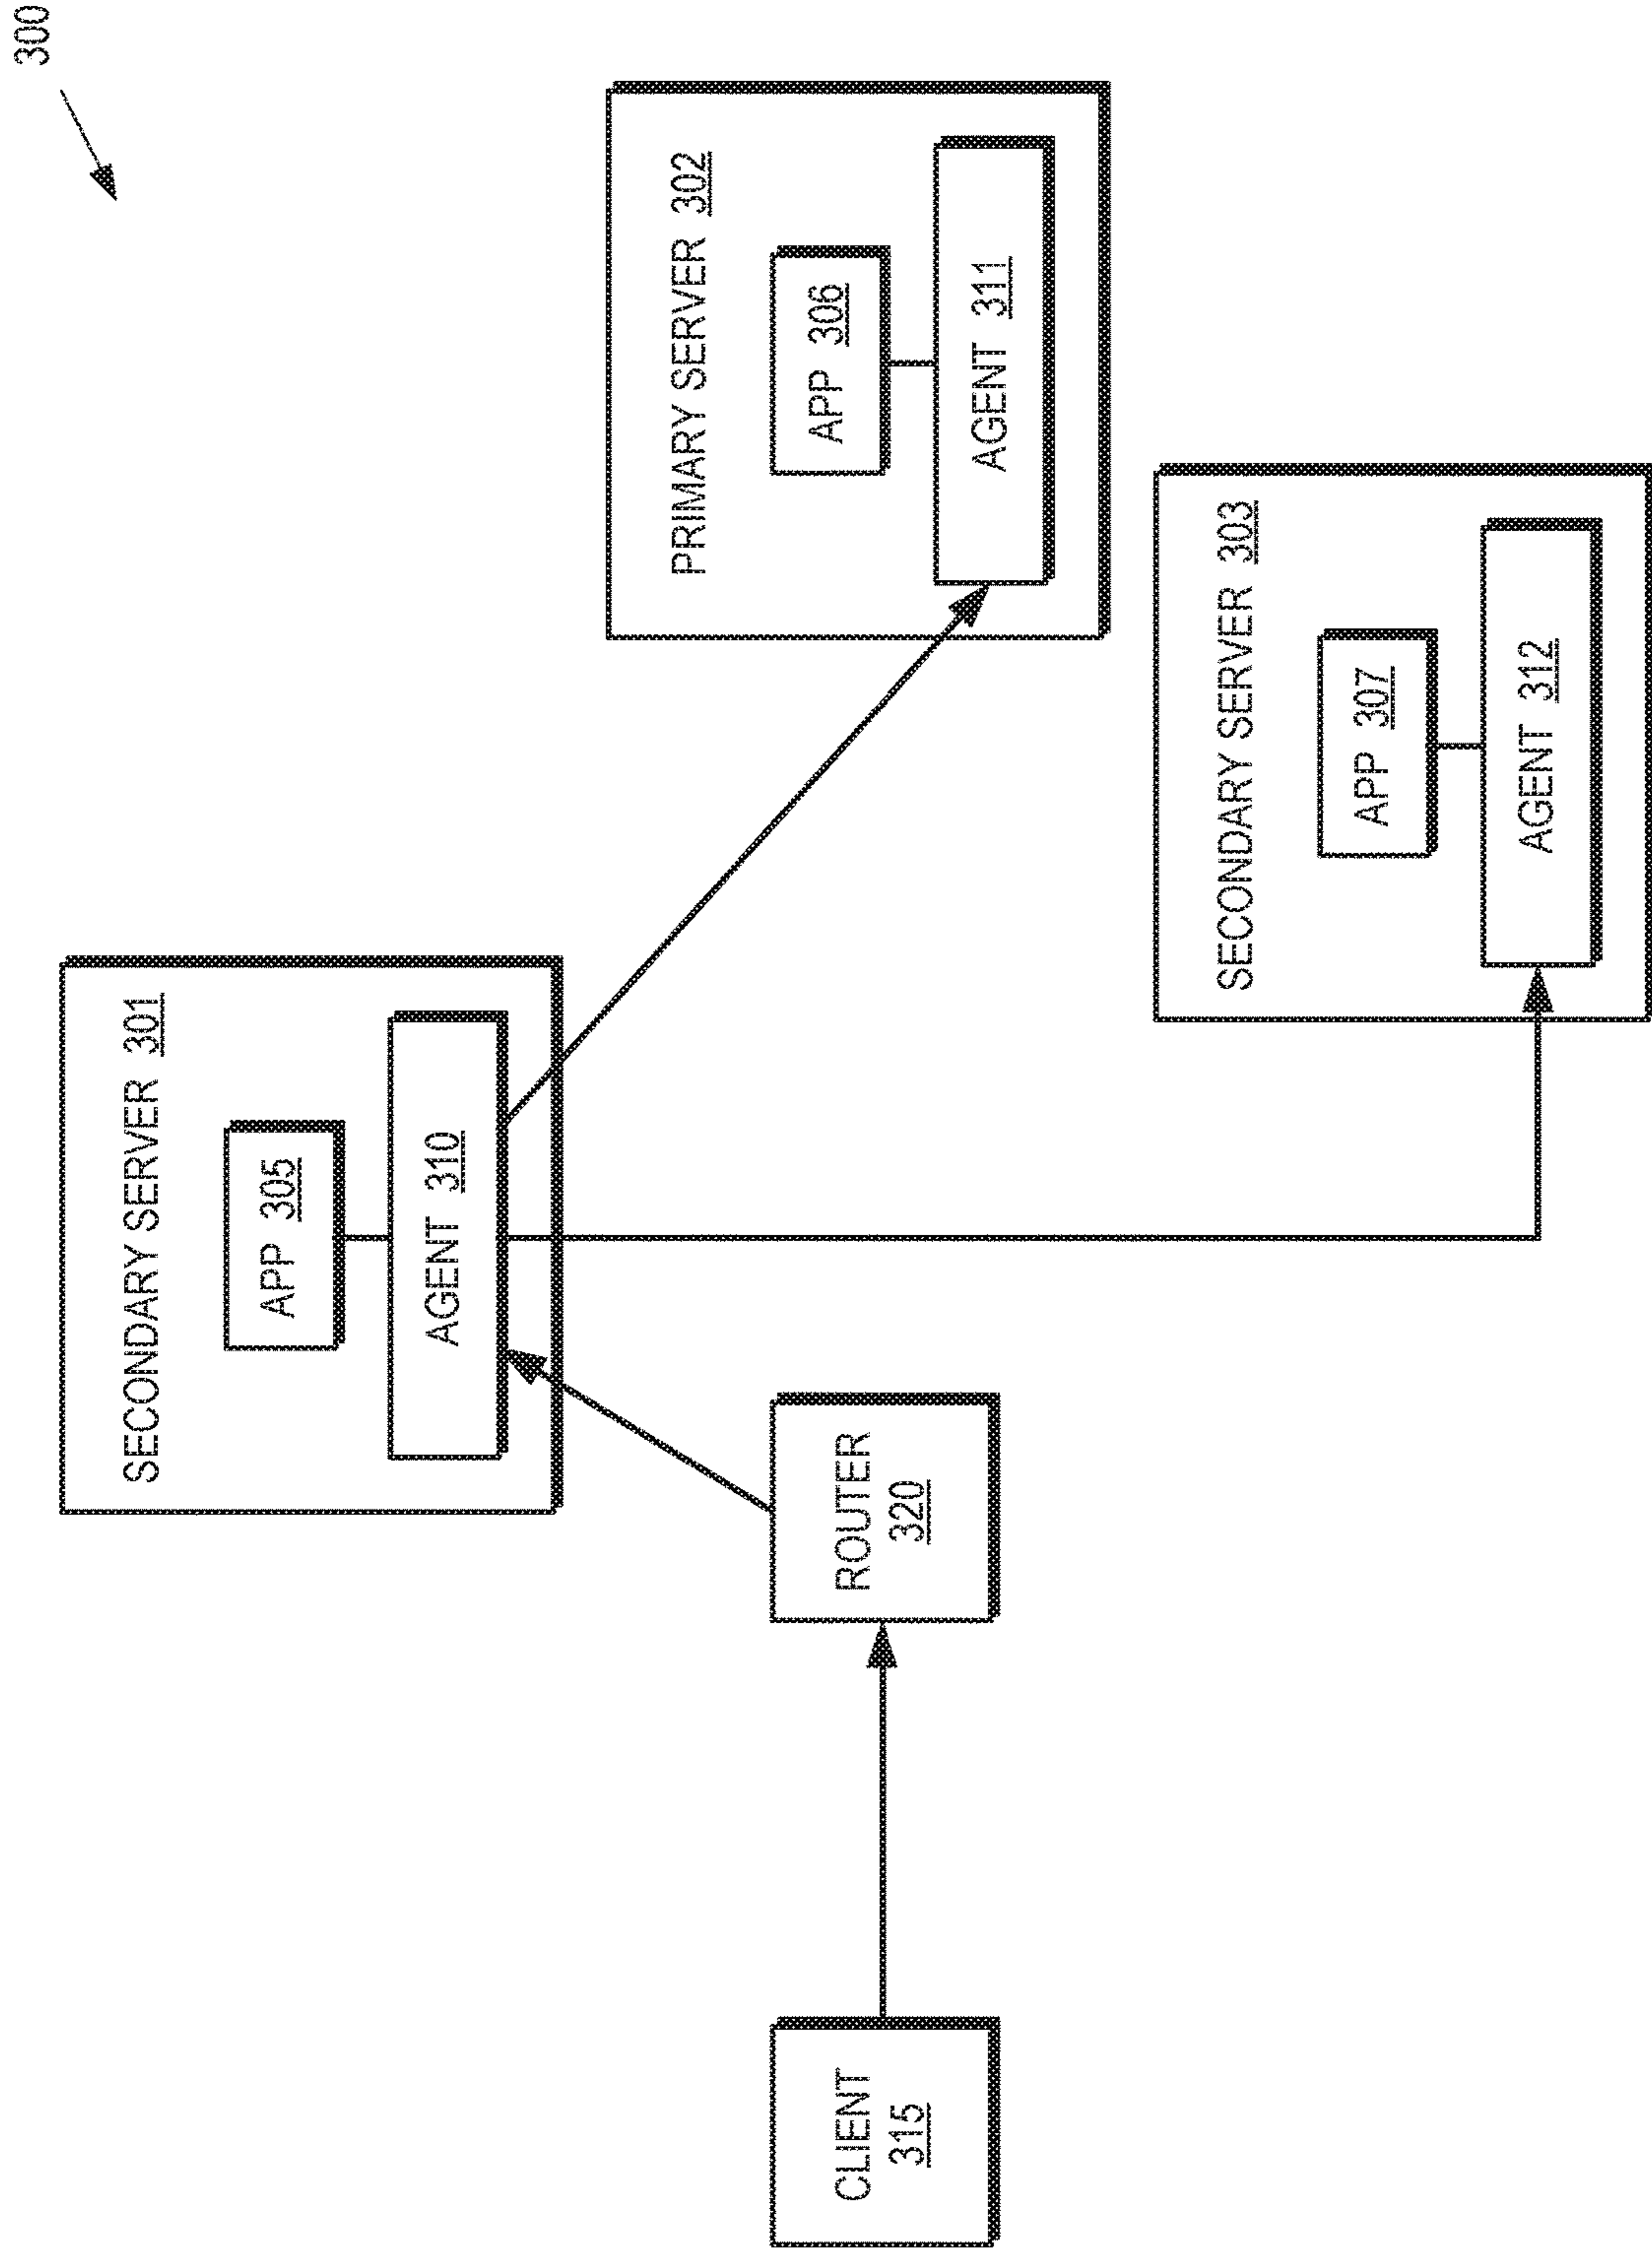 300
SECONDARY SERVER 301
APP 305
AGENT 310
PRIMARY SERVER 302
APP 306
AGENT 311
CLIENT
315
ROUTER
320
SECONDARY SERVER 303
APP 307
AGENT 312